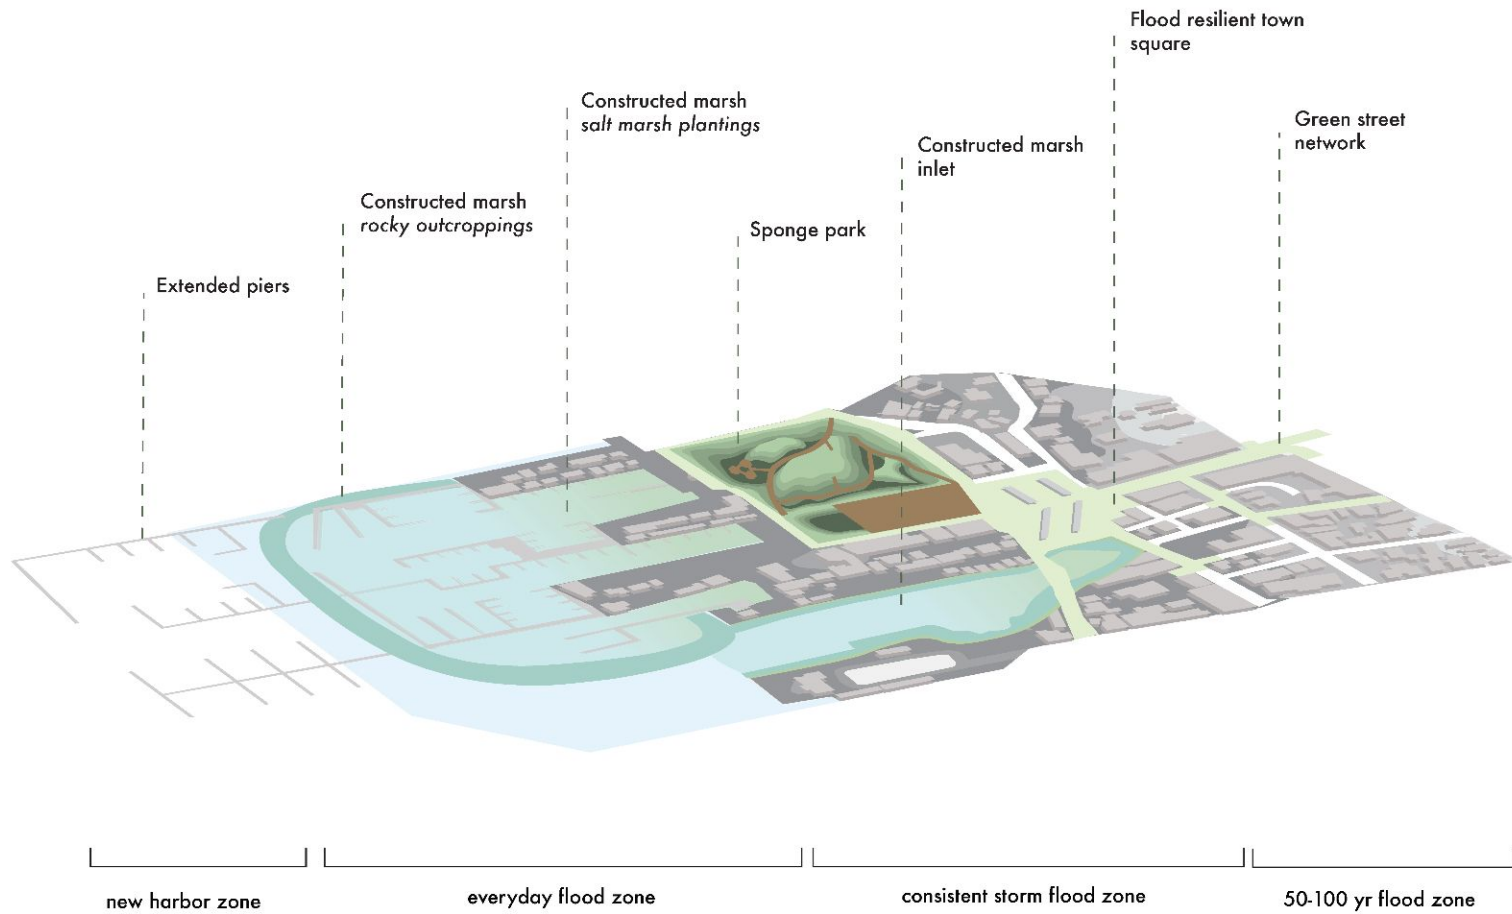 Flood resilient town
square
Constructed marsh
salt marsh plantings
Green street
network
Constructed marsh
inlet
Constructed marsh
rocky outcroppings
Sponge park
Extended piers
new harbor zone
everyday flood zone
consistent storm flood zone
50-100 yr flood zone